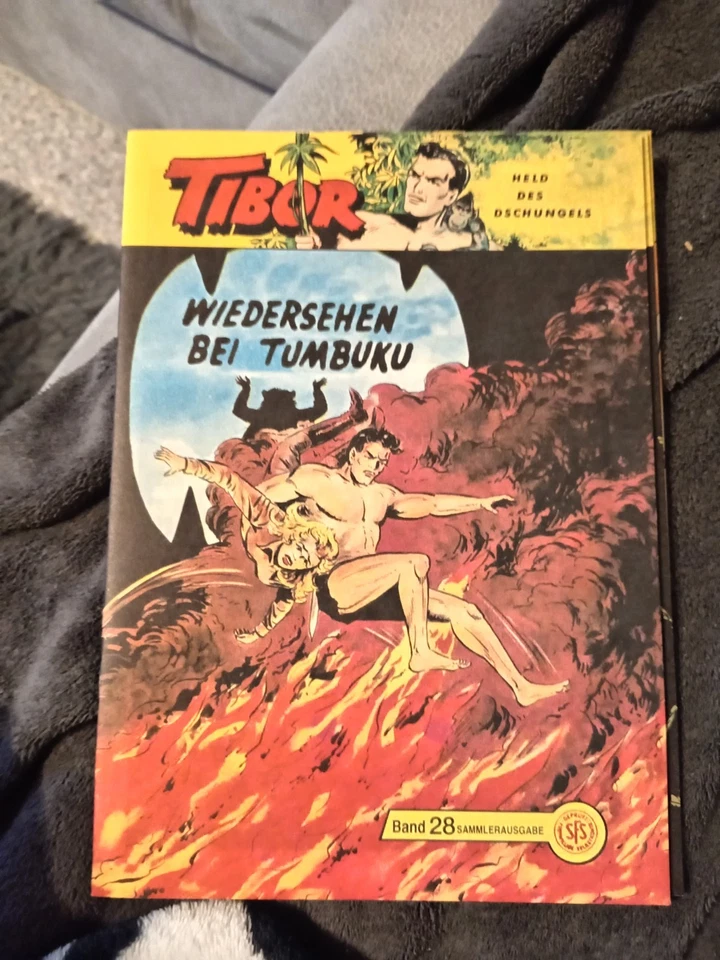 TIBOR
HELD
DES
DSCHUNGELS
WIEDERSEHEN
BEI TUMBUKU
Band 28 SAMMLERAUSGABE
SFS